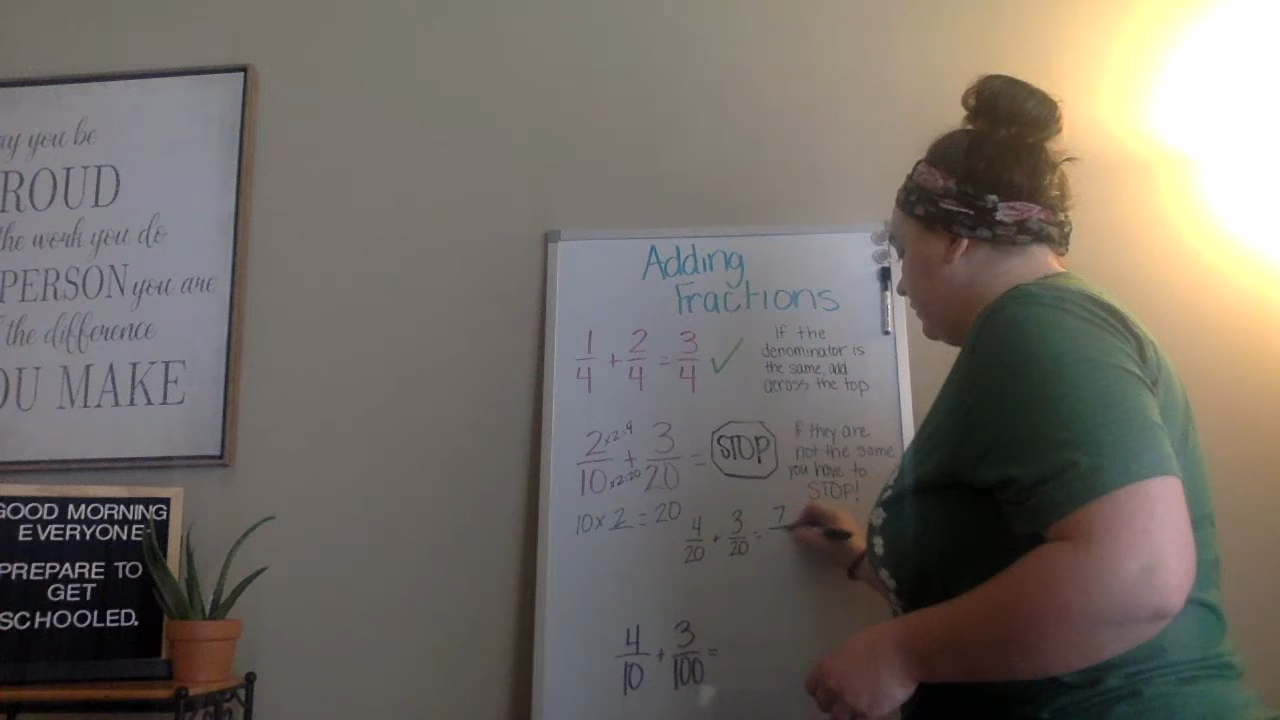 you be
ROUD
the work you do
PERSON you are
the difference
OU MAKE
GOOD MORNING
EVERYONE
PREPARE TO
GET
SCHOOLED.
Adding
Fractions
1/4 + 2/4 = 3/4 ✓
If the
denominator is
the same, add
across the top
2/10 ×2=4 ×2=20 + 3/20 =
STOP
If they are
not the same
you have to
STOP!
10 × 2 = 20
4/20 + 3/20 = 7
4/10 + 3/100 =